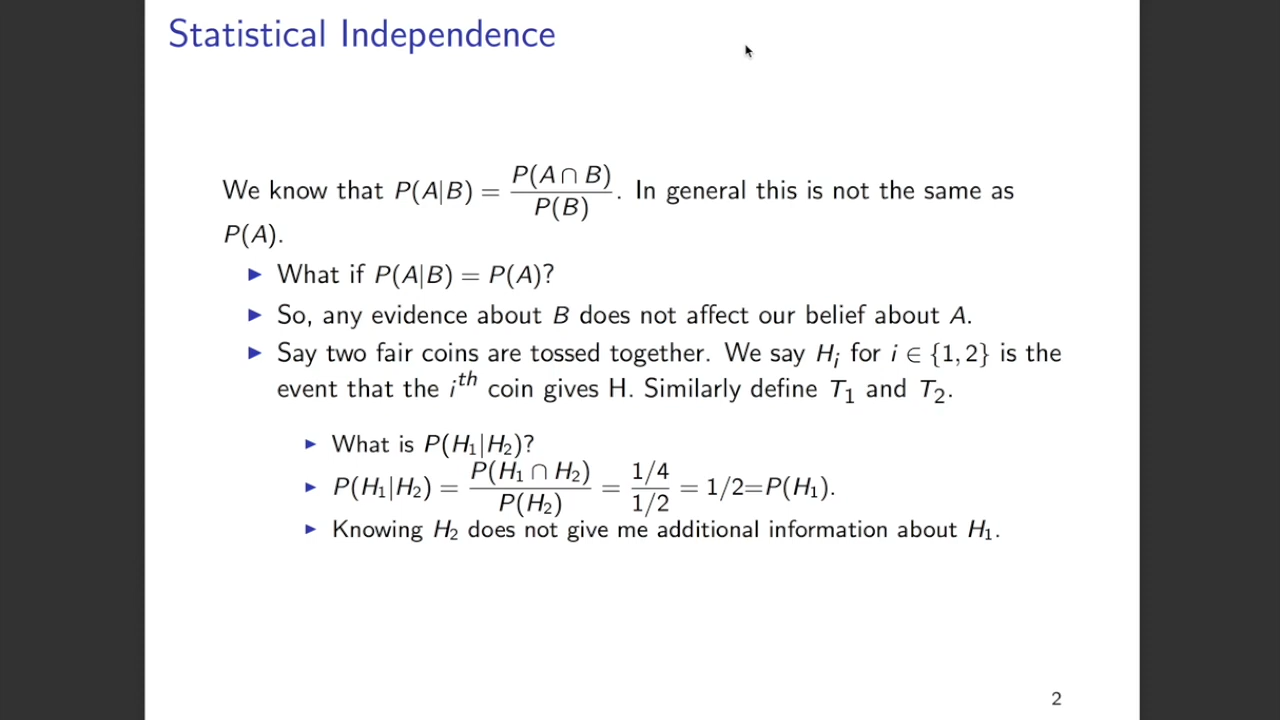 Statistical Independence
We know that P(A|B) = P(A ∩ B) / P(B). In general this is not the same as
P(A).
▶ What if P(A|B) = P(A)?
▶ So, any evidence about B does not affect our belief about A.
▶ Say two fair coins are tossed together. We say H_i for i ∈ {1, 2} is the
event that the i^th coin gives H. Similarly define T_1 and T_2.
▶ What is P(H_1|H_2)?
▶ P(H_1|H_2) = P(H_1 ∩ H_2) / P(H_2) = 1/4 / 1/2 = 1/2=P(H_1).
▶ Knowing H_2 does not give me additional information about H_1.
2